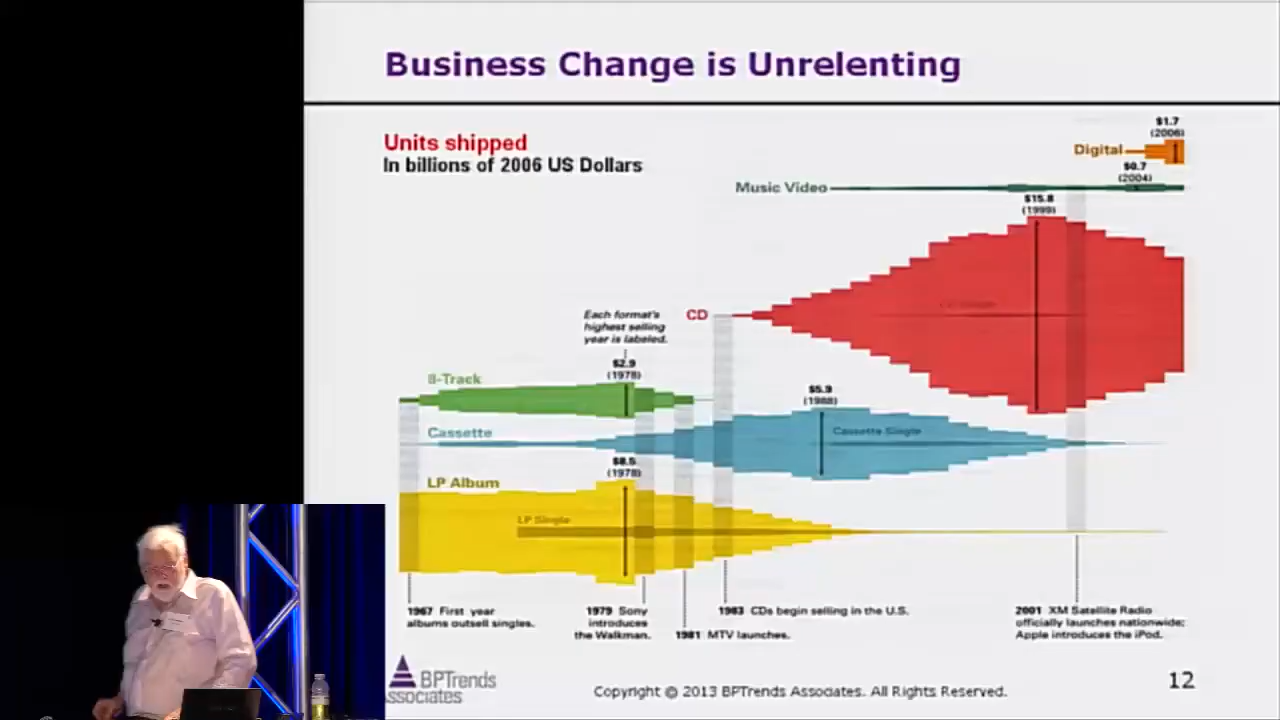 Business Change is Unrelenting
Units shipped
In billions of 2006 US Dollars
$1.7
(2006)
Digital
$0.7
(2004)
Music Video
$15.8
(1999)
CD
Each format's
highest selling
year is labeled.
$2.9
(1978)
8-Track
$5.9
(1988)
Cassette
Cassette Single
$8.5
(1978)
LP Album
LP Single
1967 First year
albums outsell singles.
1979 Sony
introduces
the Walkman.
1981 MTV launches.
1983 CDs begin selling in the U.S.
2001 XM Satellite Radio
officially launches nationwide;
Apple introduces the iPod.
BPTrends
Associates
Copyright © 2013 BPTrends Associates. All Rights Reserved.
12